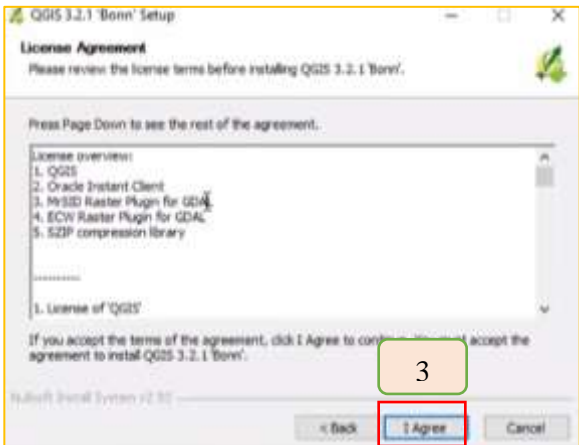 QGIS 3.2.1 'Bonn' Setup
License Agreement
Please review the license terms before installing QGIS 3.2.1 'Bonn'.
Press Page Down to see the rest of the agreement.
License overview:
1. QGIS
2. Oracle Instant Client
3. MrSID Raster Plugin for GDAL
4. ECW Raster Plugin for GDAL
5. SZIP compression library
----------
1. License of 'QGIS'
If you accept the terms of the agreement, click I Agree to accept the
agreement to install QGIS 3.2.1 'Bonn'.
3
Nullsoft Install System
< Back I Agree Cancel